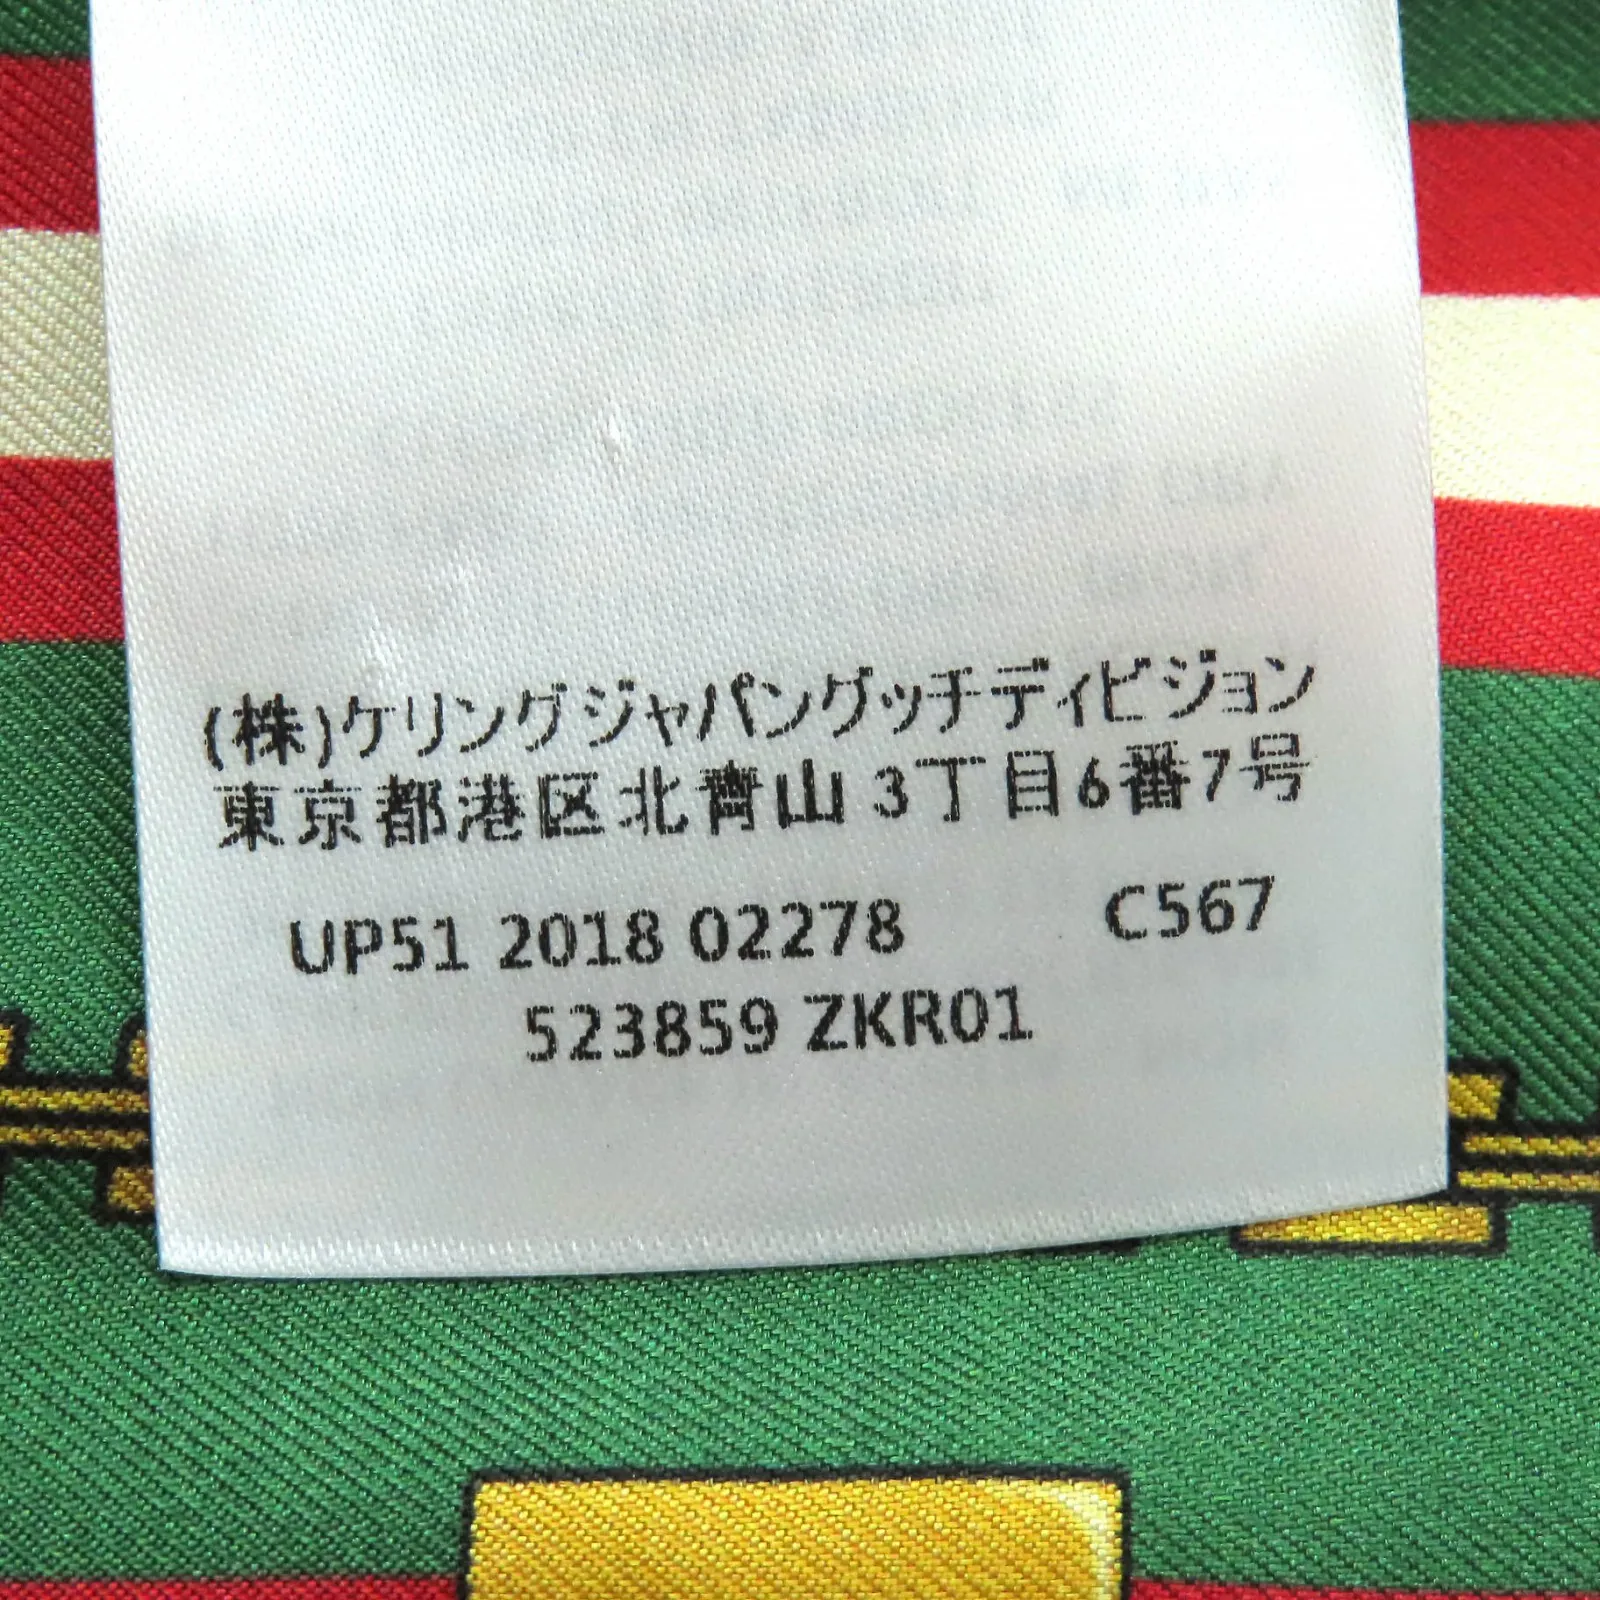 (株)ケリングジャパングッチディビジョン
東京都港区北青山3丁目6番7号
UP51 2018 02278 C567
523859 ZKR01